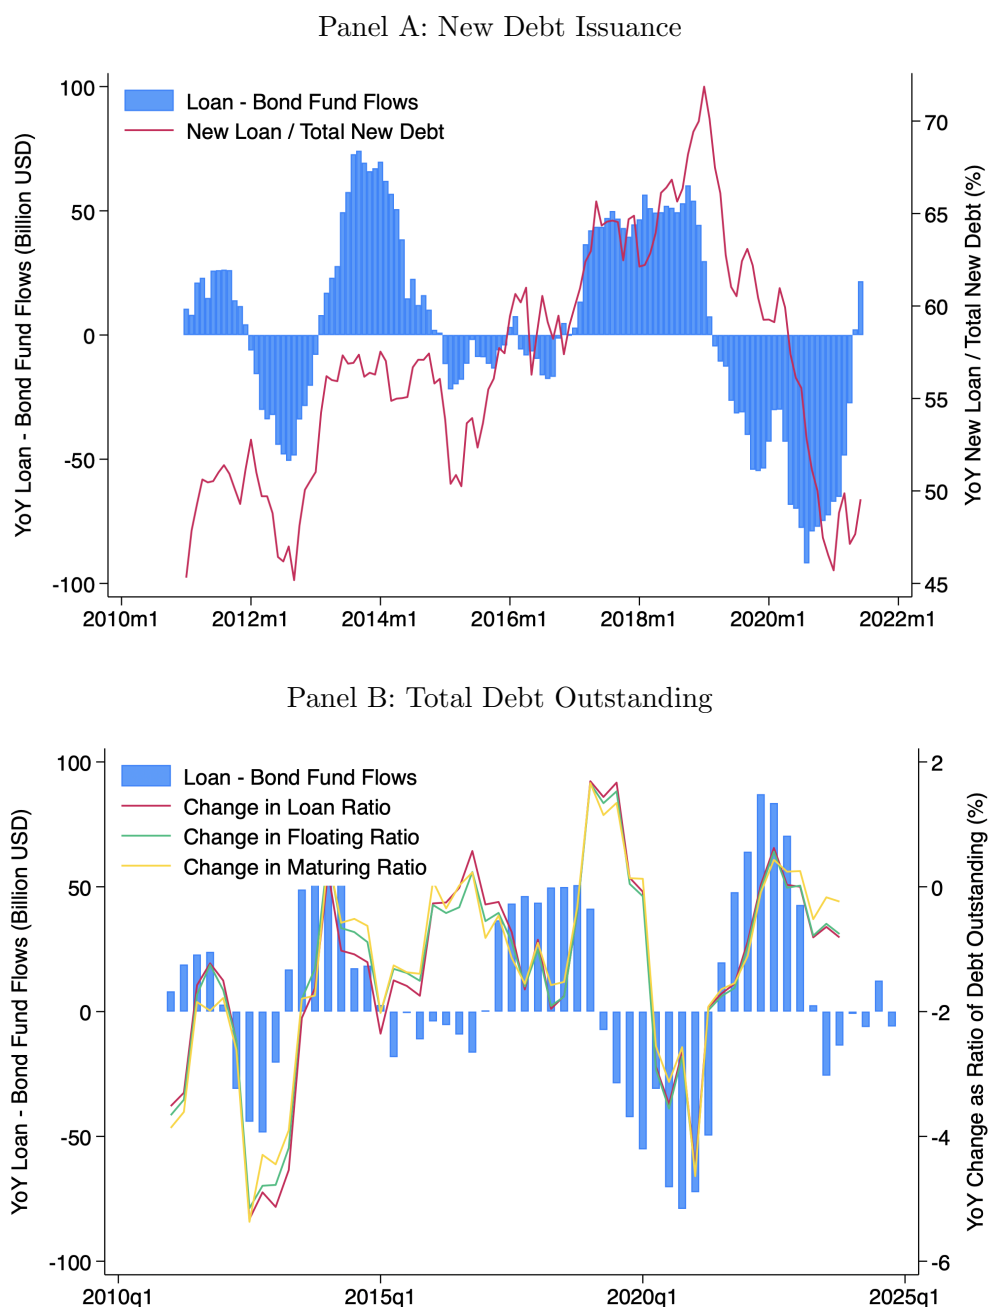 Panel A: New Debt Issuance
Loan - Bond Fund Flows
New Loan / Total New Debt
YoY Loan - Bond Fund Flows (Billion USD)
100
50
0
-50
-100
70
65
60
55
50
45
YoY New Loan / Total New Debt (%)
2010m1 2012m1 2014m1 2016m1 2018m1 2020m1 2022m1
Panel B: Total Debt Outstanding
Loan - Bond Fund Flows
Change in Loan Ratio
Change in Floating Ratio
Change in Maturing Ratio
YoY Loan - Bond Fund Flows (Billion USD)
100
50
0
-50
-100
2
0
-2
-4
-6
YoY Change as Ratio of Debt Outstanding (%)
2010q1 2015q1 2020q1 2025q1